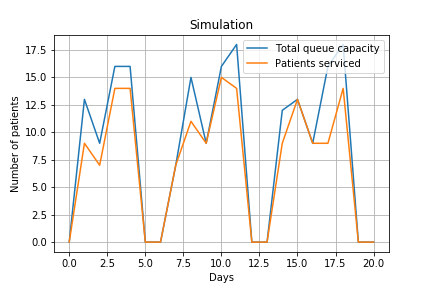 Simulation
Total queue capacity
Patients serviced
17.5
15.0
12.5
10.0
7.5
5.0
2.5
0.0
Number of patients
0.0 2.5 5.0 7.5 10.0 12.5 15.0 17.5 20.0
Days